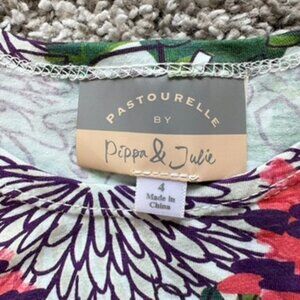 PASTOURELLE
BY
Pippa & Julie
4
Made in
China